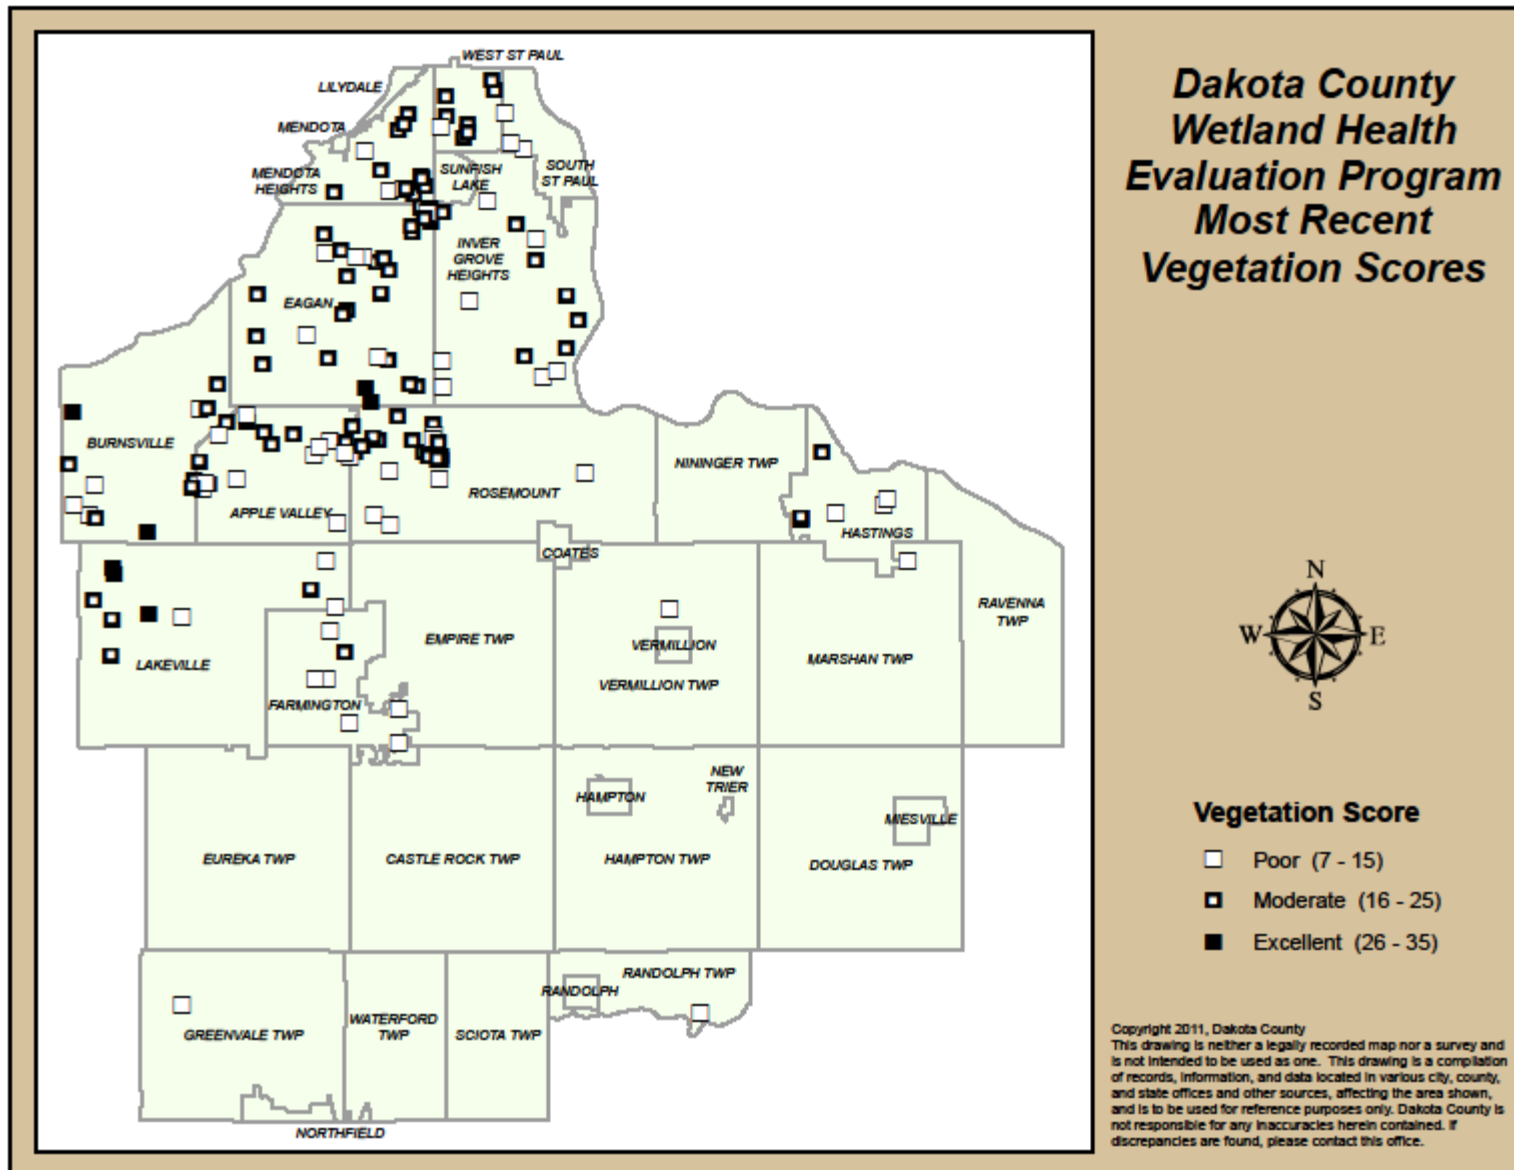 WEST ST PAUL
LILYDALE
MENDOTA
MENDOTA
HEIGHTS
SUNFISH
LAKE
SOUTH
ST PAUL
INVER
GROVE
HEIGHTS
EAGAN
BURNSVILLE
NININGER TWP
ROSEMOUNT
APPLE VALLEY
HASTINGS
COATES
RAVENNA
TWP
EMPIRE TWP
VERMILLION
MARSHAN TWP
LAKEVILLE
VERMILLION TWP
FARMINGTON
NEW
TRIER
HAMPTON
MIESVILLE
EUREKA TWP
CASTLE ROCK TWP
HAMPTON TWP
DOUGLAS TWP
RANDOLPH TWP
RANDOLPH
GREENVALE TWP
WATERFORD
TWP
SCIOTA TWP
NORTHFIELD
Dakota County
Wetland Health
Evaluation Program
Most Recent
Vegetation Scores
N
W
E
S
Vegetation Score
Poor (7 - 15)
Moderate (16 - 25)
Excellent (26 - 35)
Copyright 2011, Dakota County
This drawing is neither a legally recorded map nor a survey and
is not intended to be used as one. This drawing is a compilation
of records, information, and data located in various city, county,
and state offices and other sources, affecting the area shown,
and is to be used for reference purposes only. Dakota County is
not responsible for any inaccuracies herein contained. If
discrepancies are found, please contact this office.